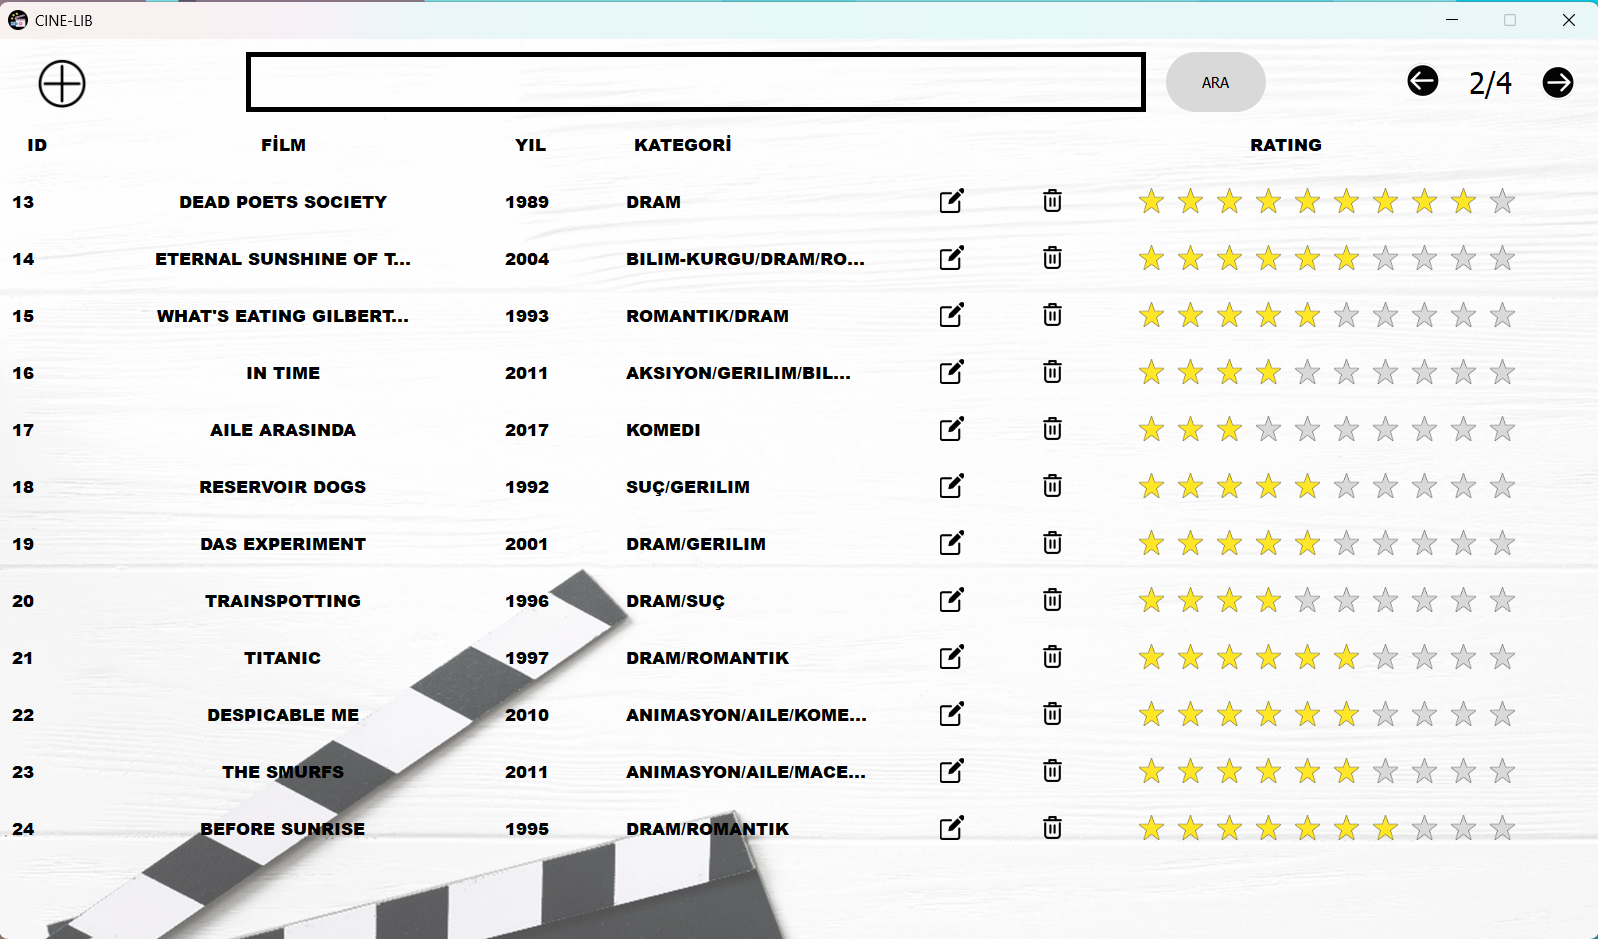 CINE-LIB
ARA 2/4
ID FİLM YIL KATEGORİ RATING
13 DEAD POETS SOCIETY 1989 DRAM
14 ETERNAL SUNSHINE OF T... 2004 BILIM-KURGU/DRAM/RO...
15 WHAT'S EATING GILBERT... 1993 ROMANTIK/DRAM
16 IN TIME 2011 AKSIYON/GERILIM/BIL...
17 AILE ARASINDA 2017 KOMEDI
18 RESERVOIR DOGS 1992 SUÇ/GERILIM
19 DAS EXPERIMENT 2001 DRAM/GERILIM
20 TRAINSPOTTING 1996 DRAM/SUÇ
21 TITANIC 1997 DRAM/ROMANTIK
22 DESPICABLE ME 2010 ANIMASYON/AILE/KOME...
23 THE SMURFS 2011 ANIMASYON/AILE/MACE...
24 BEFORE SUNRISE 1995 DRAM/ROMANTIK